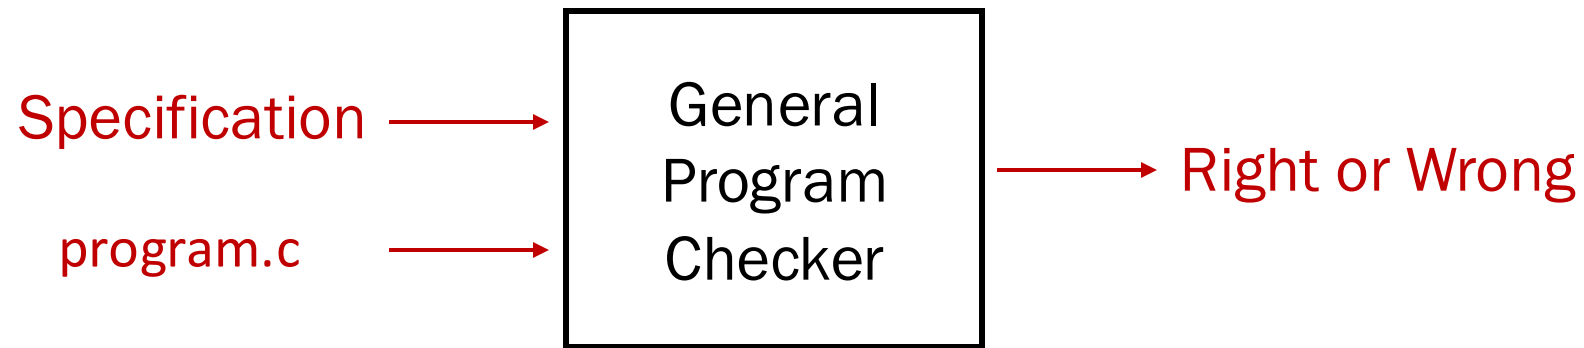 Specification
program.c
General
Program
Checker
Right or Wrong